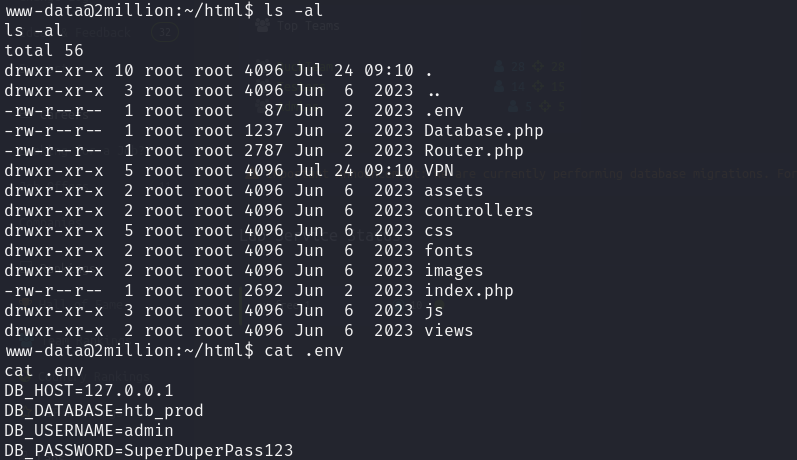 www-data@2million:~/html$ ls -al
ls -al
total 56
drwxr-xr-x 10 root root 4096 Jul 24 09:10 .
drwxr-xr-x  3 root root 4096 Jun  6  2023 ..
-rw-r--r--  1 root root   87 Jun  2  2023 .env
-rw-r--r--  1 root root 1237 Jun  2  2023 Database.php
-rw-r--r--  1 root root 2787 Jun  2  2023 Router.php
drwxr-xr-x  5 root root 4096 Jul 24 09:10 VPN
drwxr-xr-x  2 root root 4096 Jun  6  2023 assets
drwxr-xr-x  2 root root 4096 Jun  6  2023 controllers
drwxr-xr-x  5 root root 4096 Jun  6  2023 css
drwxr-xr-x  2 root root 4096 Jun  6  2023 fonts
drwxr-xr-x  2 root root 4096 Jun  6  2023 images
-rw-r--r--  1 root root 2692 Jun  2  2023 index.php
drwxr-xr-x  3 root root 4096 Jun  6  2023 js
drwxr-xr-x  2 root root 4096 Jun  6  2023 views
www-data@2million:~/html$ cat .env
cat .env
DB_HOST=127.0.0.1
DB_DATABASE=htb_prod
DB_USERNAME=admin
DB_PASSWORD=SuperDuperPass123
Top Teams
currently performing database migrations.